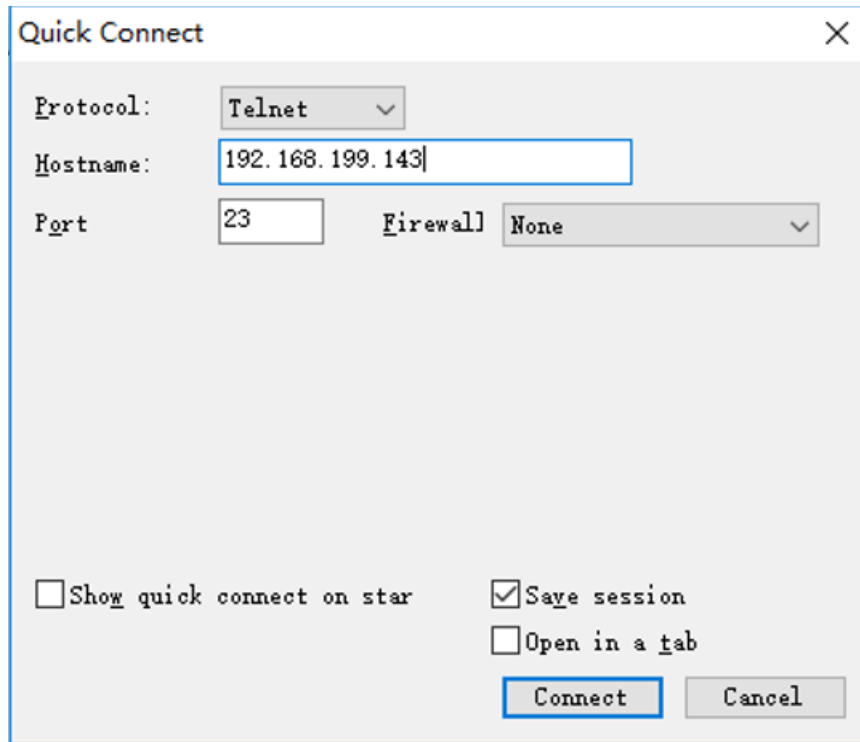 Quick Connect
Protocol: Telnet
Hostname: 192.168.199.143
Port 23 Firewall None
Show quick connect on star Save session
Open in a tab
Connect Cancel